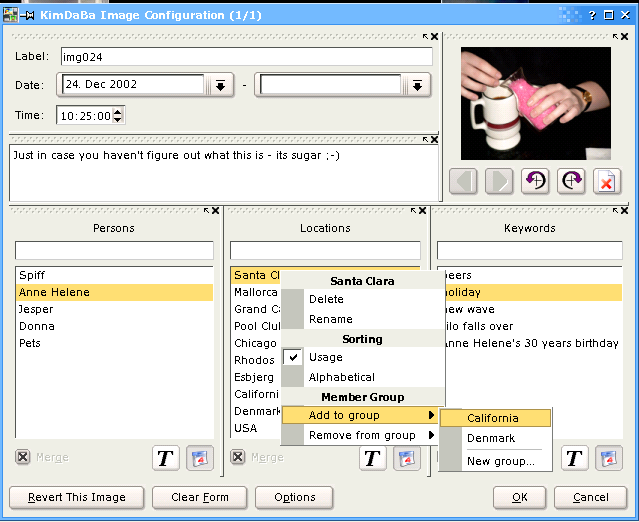 KimDaBa Image Configuration (1/1)
Label: img024
Date: 24. Dec 2002 -
Time: 10:25:00
Just in case you haven't figure out what this is - its sugar ;-)
Persons
Spiff
Anne Helene
Jesper
Donna
Pets
Merge
T
Locations
Santa Cl
Mallorca
Grand Ca
Pool Club
Chicago
Rhodos
Esbjerg
Californi
Denmark
USA
Merge
T
Santa Clara
Delete
Rename
Sorting
Usage
Alphabetical
Member Group
Add to group
Remove from group
California
Denmark
New group...
Keywords
beers
holiday
new wave
ilo falls over
Anne Helene's 30 years birthday
T
Revert This Image
Clear Form
Options
OK
Cancel